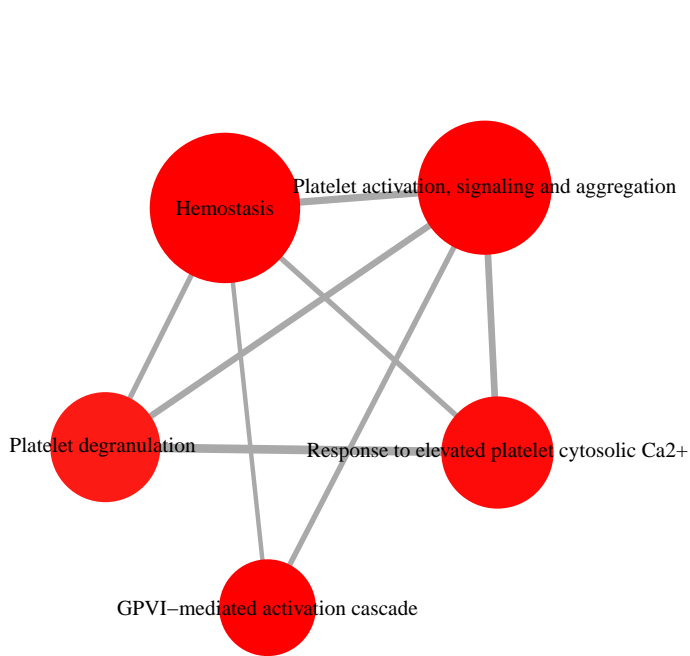 Platelet activation, signaling and aggregation
Hemostasis
Platelet degranulation
Response to elevated platelet cytosolic Ca2+
GPVI−mediated activation cascade